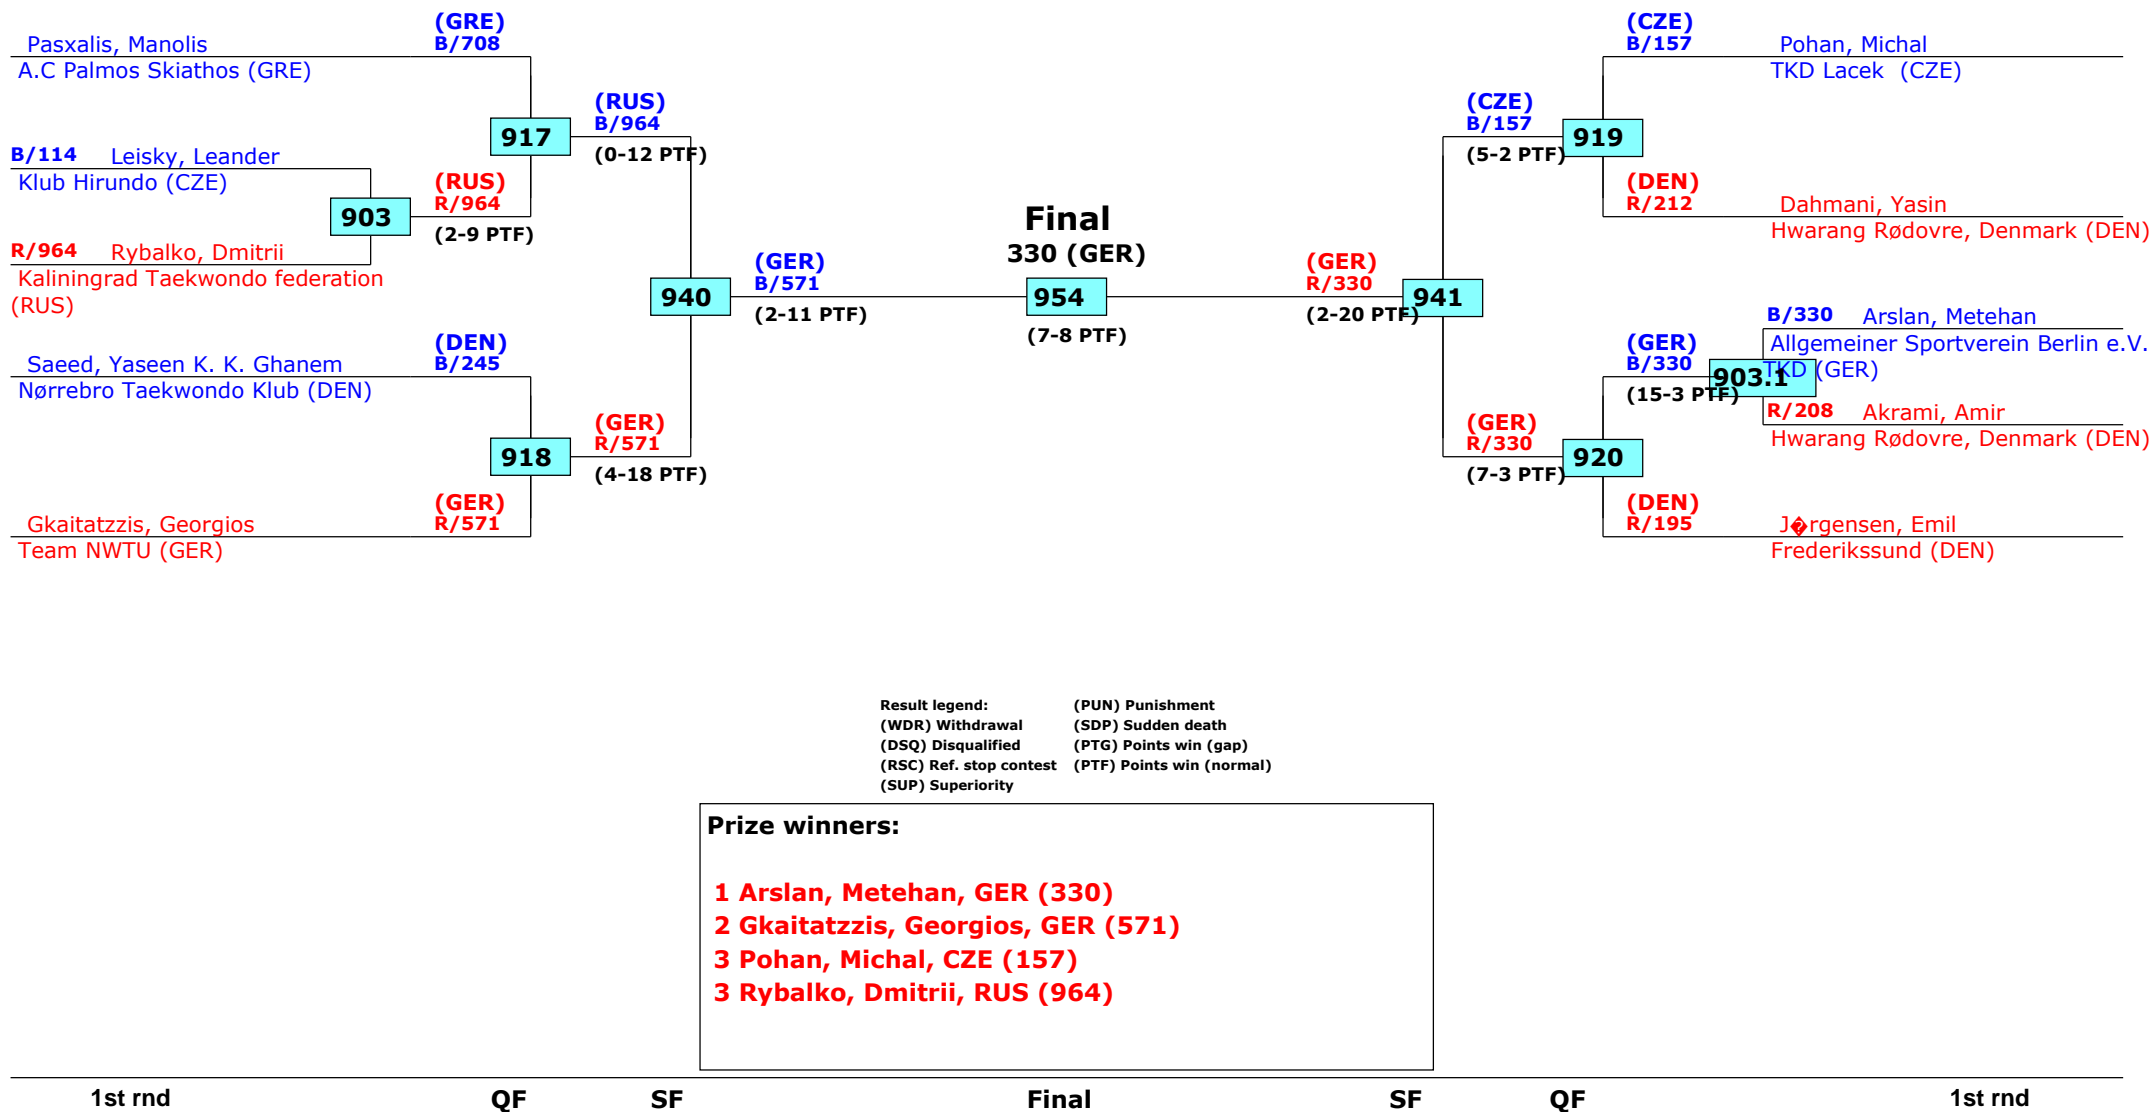 (GRE)
B/708
Pasxalis, Manolis
A.C Palmos Skiathos (GRE)
917
B/114 Leisky, Leander
Klub Hirundo (CZE)
903
(RUS)
R/964
(2-9 PTF)
R/964 Rybalko, Dmitrii
Kaliningrad Taekwondo federation
(RUS)
(RUS)
B/964
(0-12 PTF)
940
(DEN)
B/245
Saeed, Yaseen K. K. Ghanem
Nørrebro Taekwondo Klub (DEN)
918
(GER)
R/571
(4-18 PTF)
(GER)
R/571
Gkaitatzzis, Georgios
Team NWTU (GER)
(GER)
B/571
(2-11 PTF)
Final
330 (GER)
954
(7-8 PTF)
(GER)
R/330
(2-20 PTF)
941
(CZE)
B/157
(5-2 PTF)
919
(CZE)
B/157
Pohan, Michal
TKD Lacek (CZE)
(DEN)
R/212
Dahmani, Yasin
Hwarang Rødovre, Denmark (DEN)
(GER)
R/330
(7-3 PTF)
920
(GER)
B/330
(15-3 PTF)
903.1
B/330 Arslan, Metehan
Allgemeiner Sportverein Berlin e.V.
TKD (GER)
R/208 Akrami, Amir
Hwarang Rødovre, Denmark (DEN)
(DEN)
R/195
J�rgensen, Emil
Frederikssund (DEN)
Result legend:
(WDR) Withdrawal
(DSQ) Disqualified
(RSC) Ref. stop contest
(SUP) Superiority
(PUN) Punishment
(SDP) Sudden death
(PTG) Points win (gap)
(PTF) Points win (normal)
Prize winners:
1 Arslan, Metehan, GER (330)
2 Gkaitatzzis, Georgios, GER (571)
3 Pohan, Michal, CZE (157)
3 Rybalko, Dmitrii, RUS (964)
1st rnd QF SF Final SF QF 1st rnd